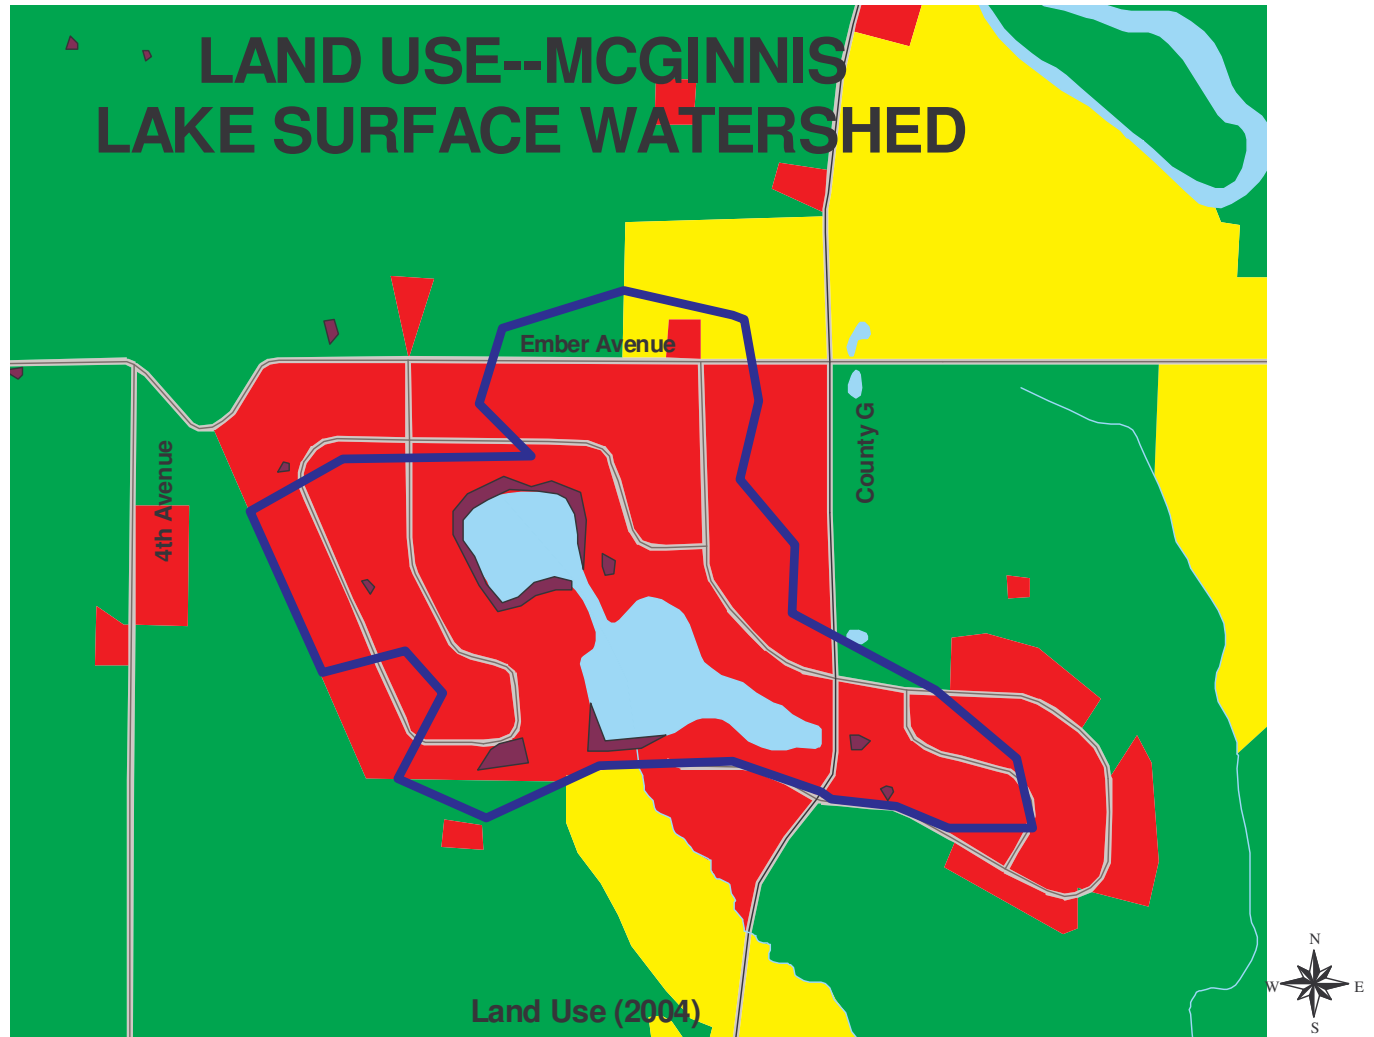 LAND USE--MCGINNIS
LAKE SURFACE WATERSHED
Ember Avenue
County G
4th Avenue
Land Use (2004)
N
W E
S